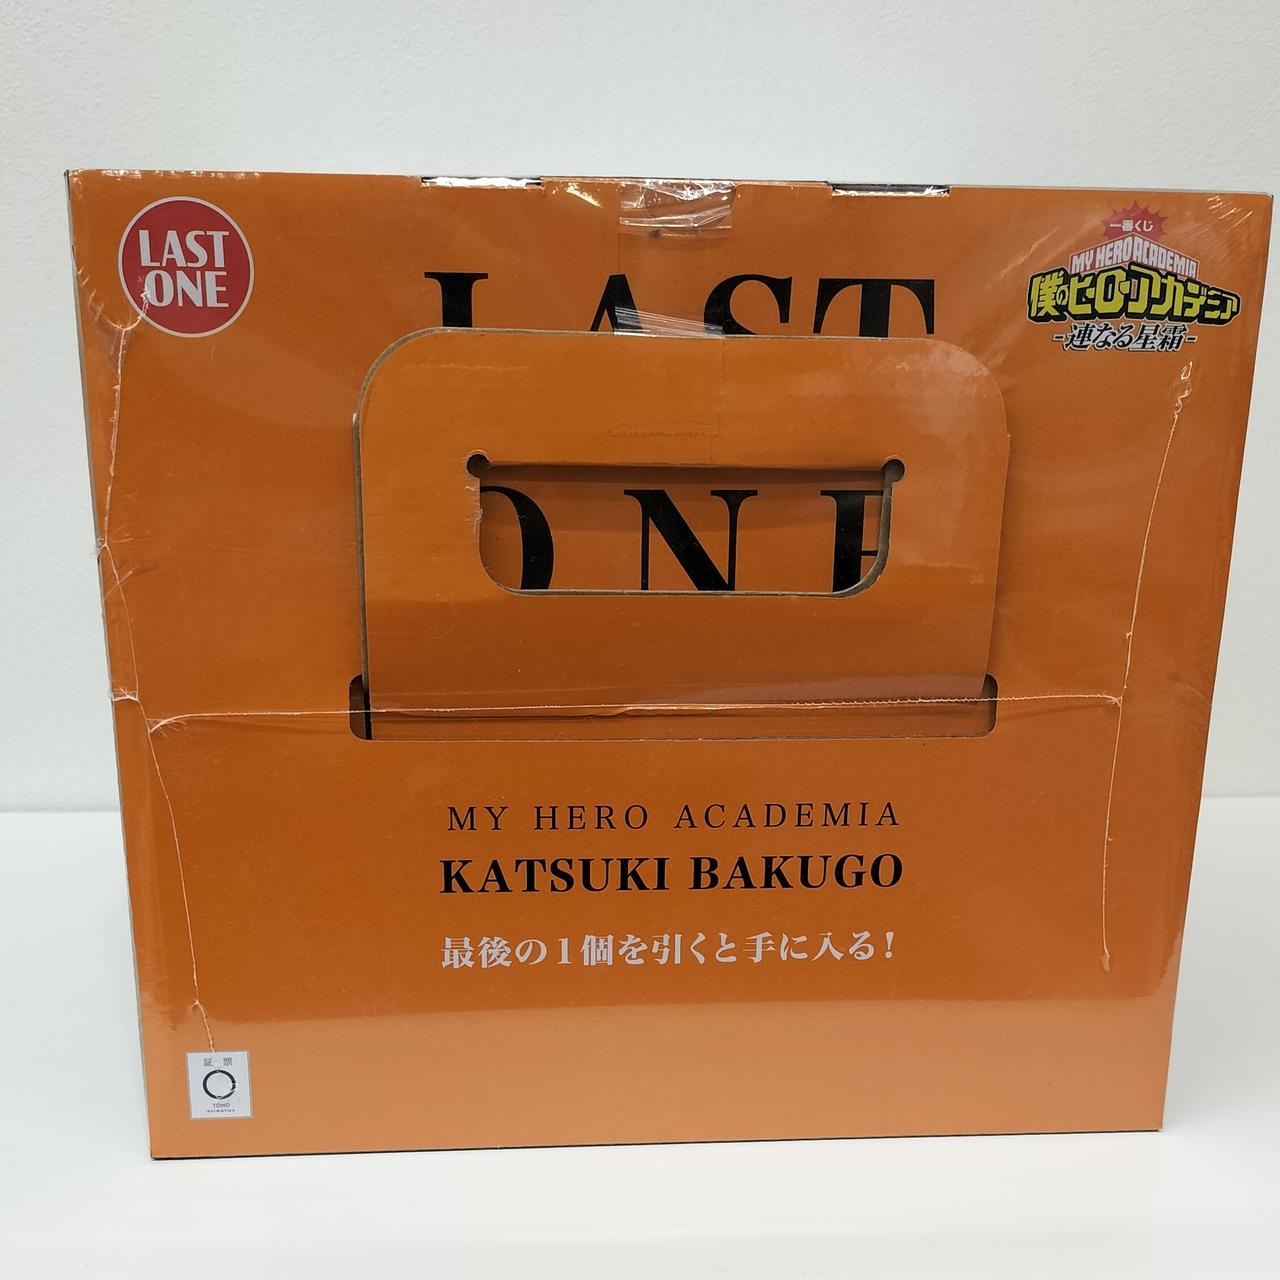 LAST
ONE
一番くじ
MY HERO ACADEMIA
僕のヒーローアカデミア
-連なる星霜-
LAST
ONE
MY HERO ACADEMIA
KATSUKI BAKUGO
最後の1個を引くと手に入る!
証 票
TOHO
animation